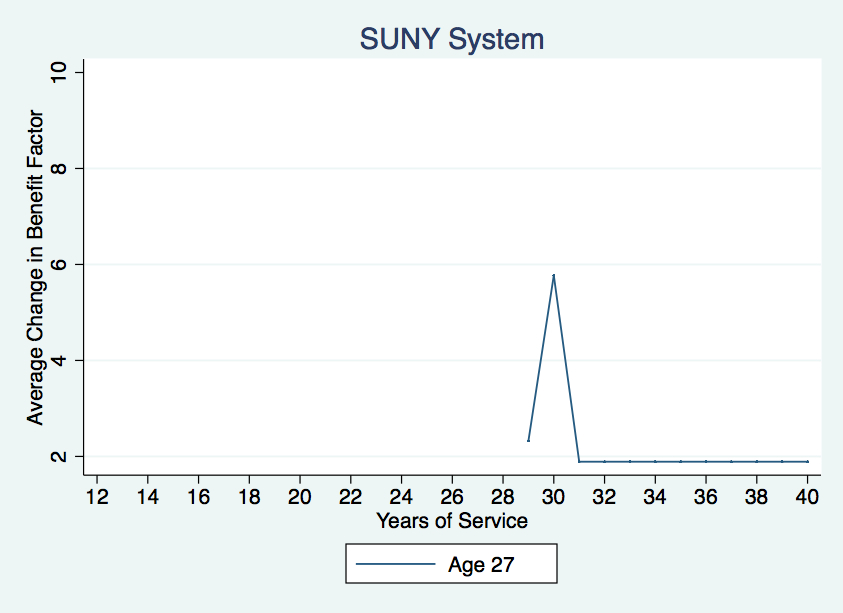 SUNY System
Average Change in Benefit Factor
10
8
6
4
2
12 14 16 18 20 22 24 26 28 30 32 34 36 38 40
Years of Service
Age 27